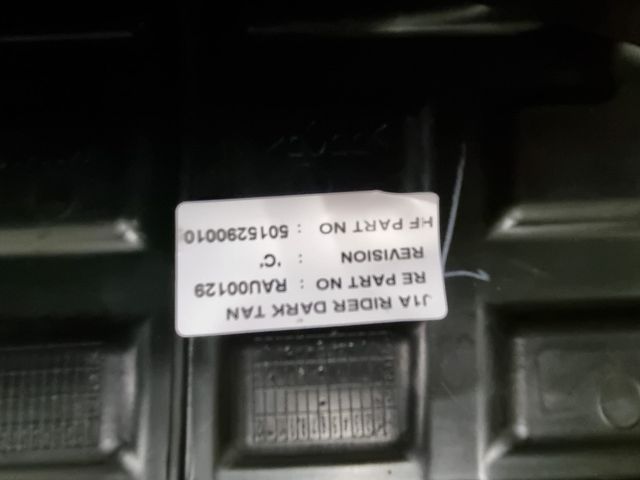 J1A RIDER DARK TAN
RE PART NO : RAU00129
REVISION : 'C'
HF PART NO : 5015290010